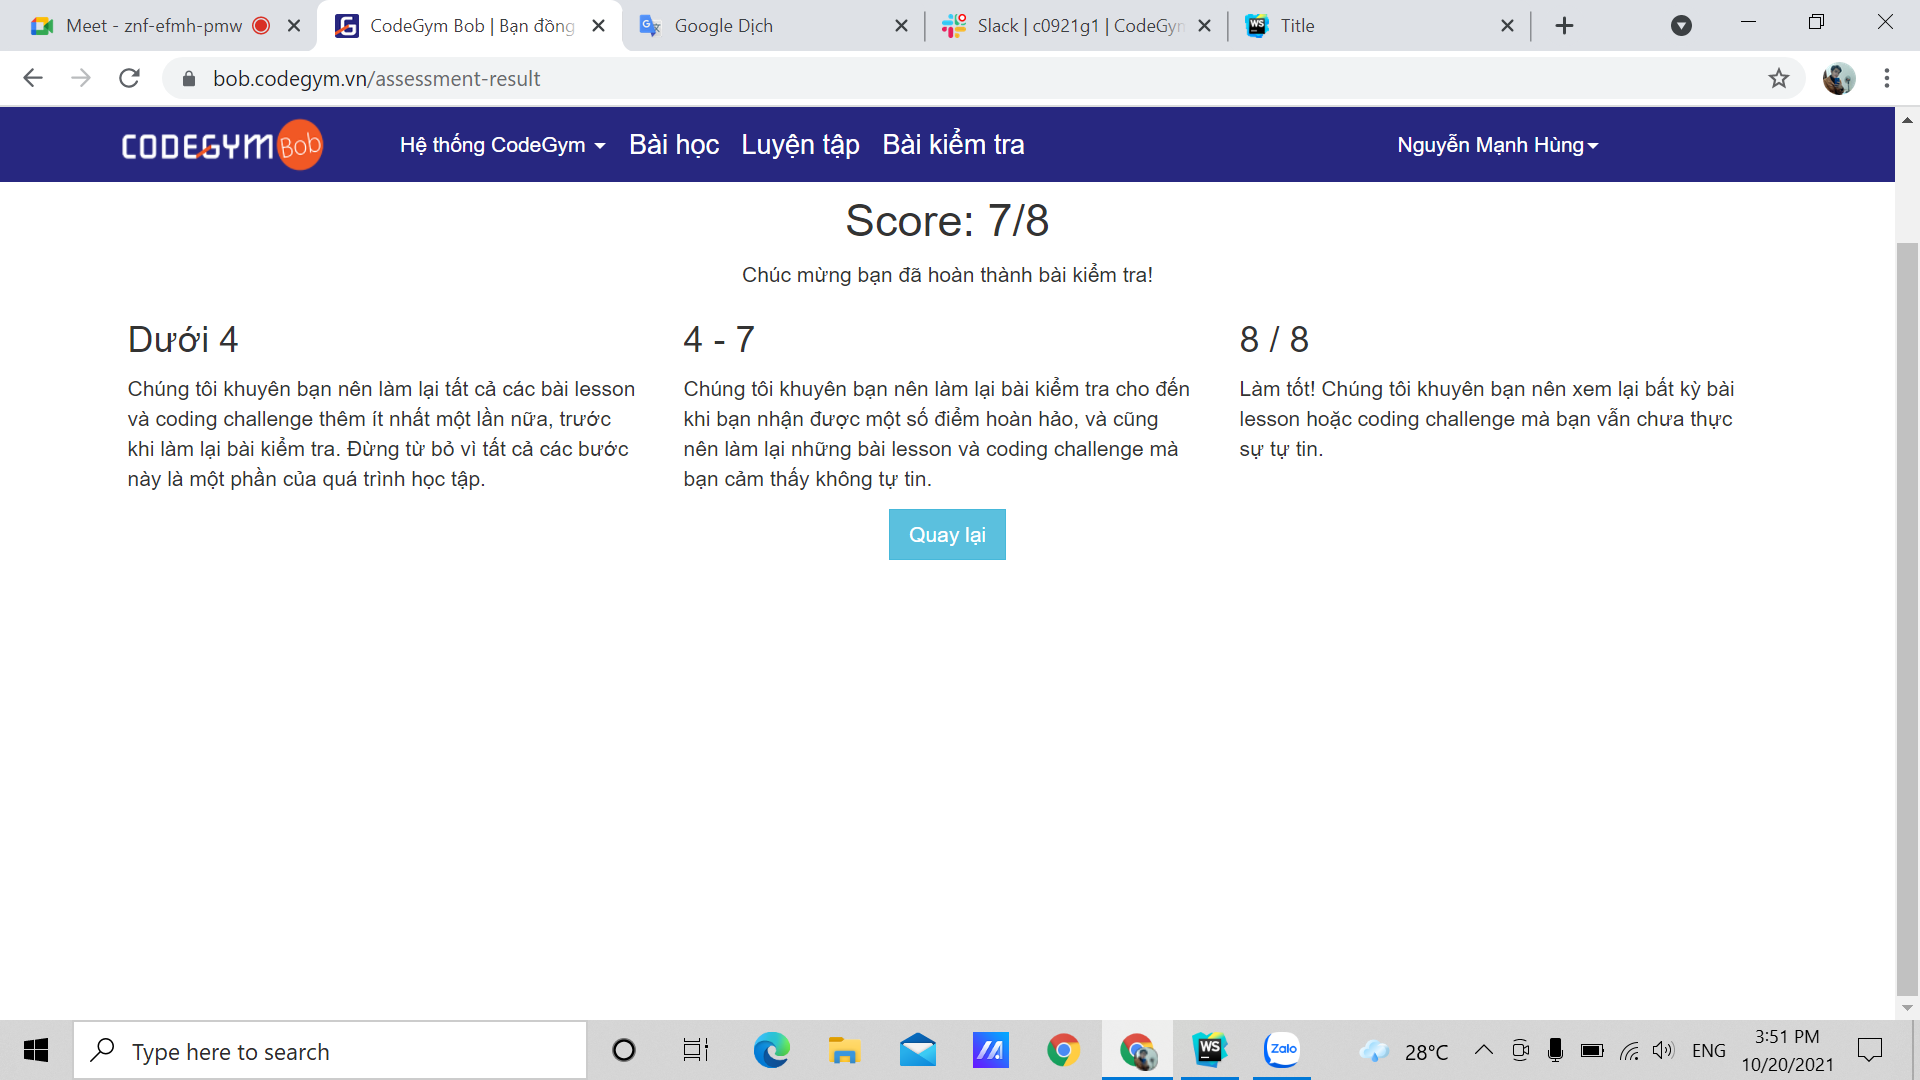 Meet - znf-efmh-pmw
CodeGym Bob | Bạn đồng
Google Dịch
Slack | c0921g1 | CodeGym
WS
Title
bob.codegym.vn/assessment-result
CODEGYM Bob
Hệ thống CodeGym
Bài học
Luyện tập
Bài kiểm tra
Nguyễn Mạnh Hùng
Score: 7/8
Chúc mừng bạn đã hoàn thành bài kiểm tra!
Dưới 4
Chúng tôi khuyên bạn nên làm lại tất cả các bài lesson
và coding challenge thêm ít nhất một lần nữa, trước
khi làm lại bài kiểm tra. Đừng từ bỏ vì tất cả các bước
này là một phần của quá trình học tập.
4 - 7
Chúng tôi khuyên bạn nên làm lại bài kiểm tra cho đến
khi bạn nhận được một số điểm hoàn hảo, và cũng
nên làm lại những bài lesson và coding challenge mà
bạn cảm thấy không tự tin.
8 / 8
Làm tốt! Chúng tôi khuyên bạn nên xem lại bất kỳ bài
lesson hoặc coding challenge mà bạn vẫn chưa thực
sự tự tin.
Quay lại
Type here to search
WS
Zalo
28°C
ENG
3:51 PM
10/20/2021